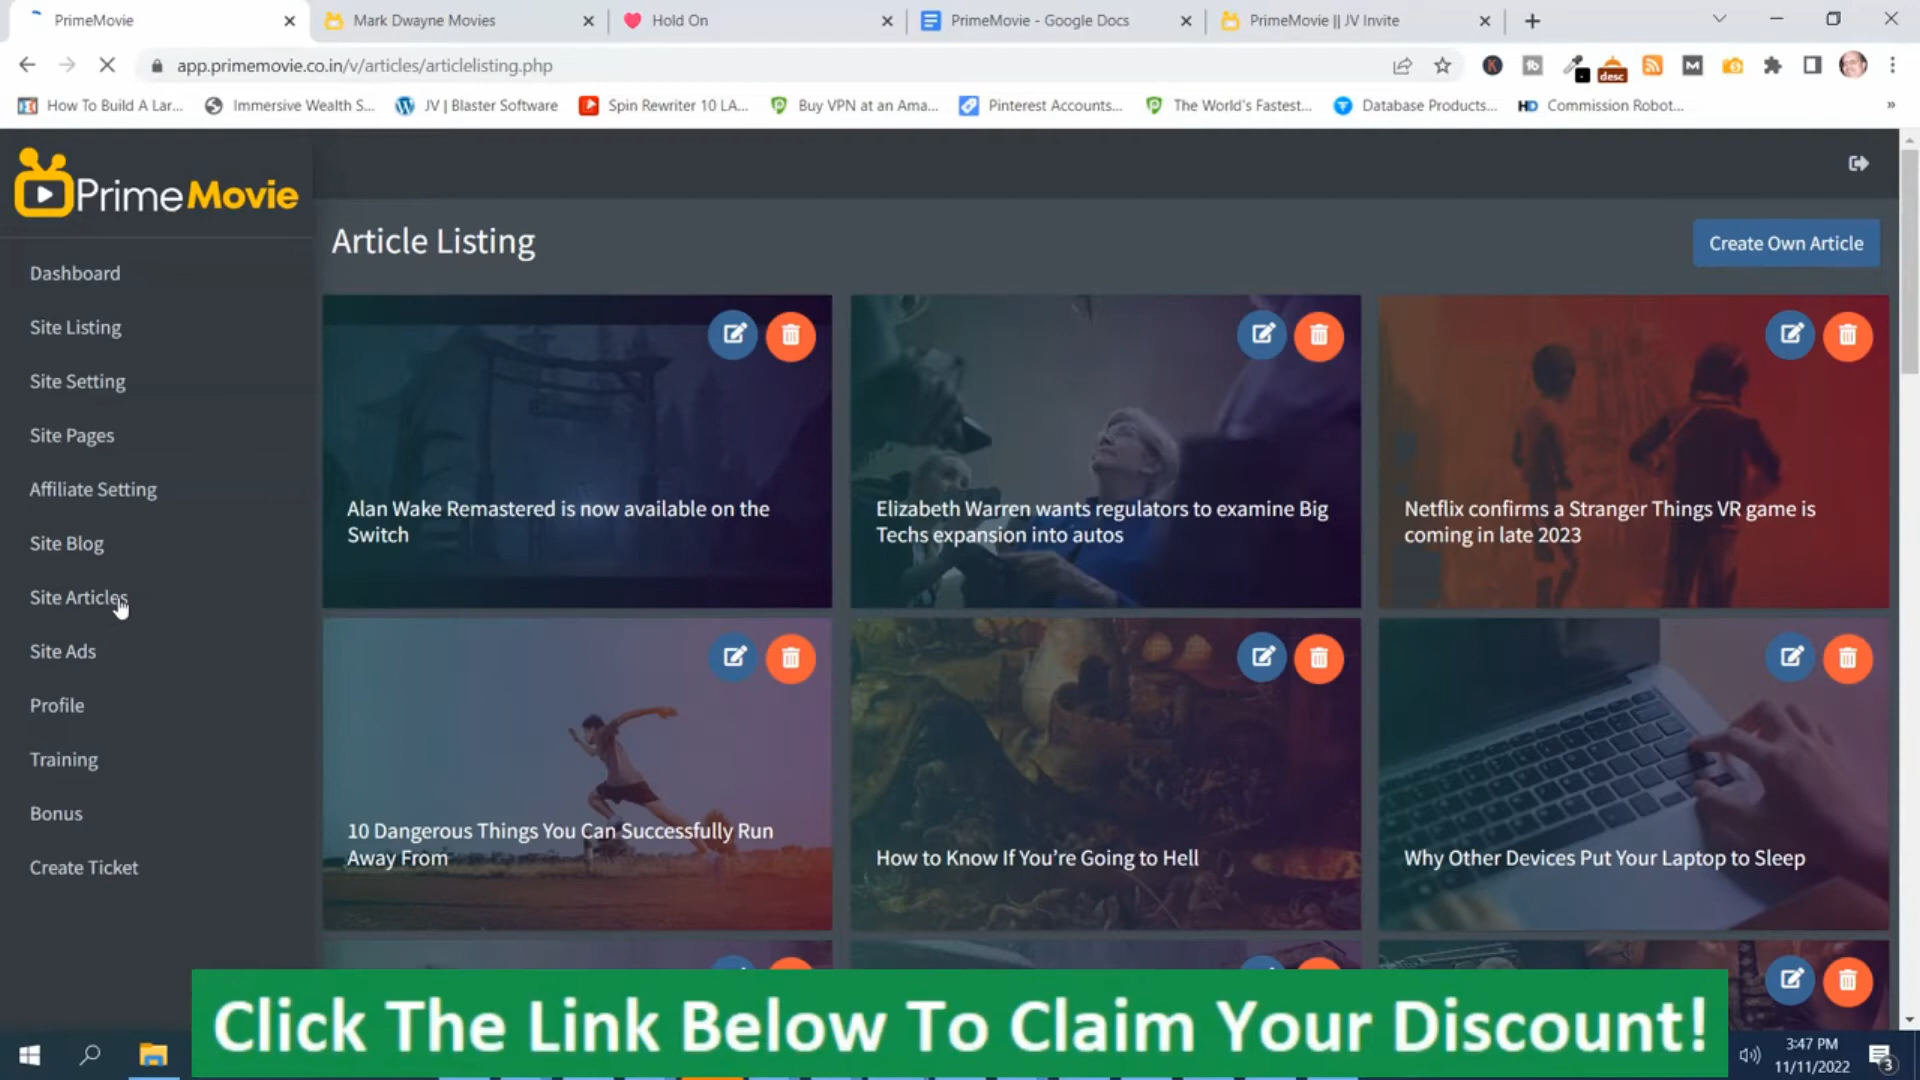 PrimeMovie
Mark Dwayne Movies
Hold On
PrimeMovie - Google Docs
PrimeMovie || JV Invite
app.primemovie.co.in/v/articles/articlelisting.php
desc
How To Build A Lar...
Immersive Wealth S...
JV | Blaster Software
Spin Rewriter 10 LA...
Buy VPN at an Ama...
Pinterest Accounts...
The World's Fastest...
Database Products...
HD
Commission Robot...
»
PrimeMovie
Article Listing
Create Own Article
Dashboard
Site Listing
Site Setting
Site Pages
Affiliate Setting
Site Blog
Site Articles
Site Ads
Profile
Training
Bonus
Create Ticket
Alan Wake Remastered is now available on the
Switch
Elizabeth Warren wants regulators to examine Big
Techs expansion into autos
Netflix confirms a Stranger Things VR game is
coming in late 2023
10 Dangerous Things You Can Successfully Run
Away From
How to Know If You’re Going to Hell
Why Other Devices Put Your Laptop to Sleep
Click The Link Below To Claim Your Discount!
3:47 PM
11/11/2022
3